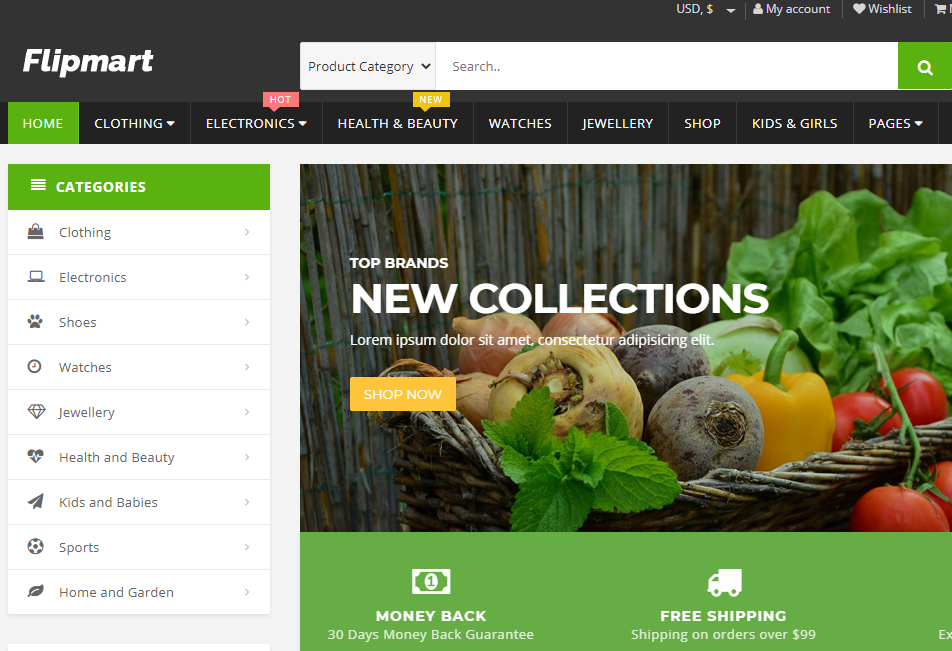 USD, $ My account Wishlist
Flipmart
Product Category Search..
HOT NEW
HOME CLOTHING ELECTRONICS HEALTH & BEAUTY WATCHES JEWELLERY SHOP KIDS & GIRLS PAGES
CATEGORIES
Clothing
Electronics
Shoes
Watches
Jewellery
Health and Beauty
Kids and Babies
Sports
Home and Garden
TOP BRANDS
NEW COLLECTIONS
Lorem ipsum dolor sit amet, consectetur adipisicing elit.
SHOP NOW
1
MONEY BACK
30 Days Money Back Guarantee
FREE SHIPPING
Shipping on orders over $99